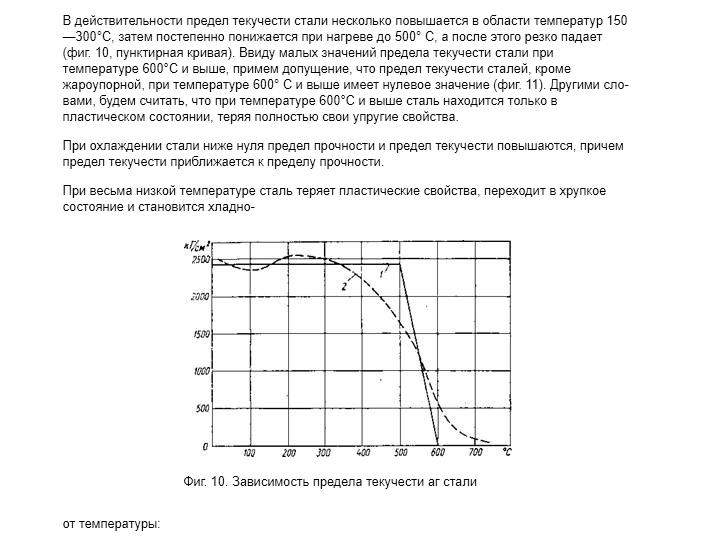 В действительности предел текучести стали несколько повышается в области температур 150
—300°С, затем постепенно понижается при нагреве до 500° С, а после этого резко падает
(фиг. 10, пунктирная кривая). Ввиду малых значений предела текучести стали при
температуре 600°С и выше, примем допущение, что предел текучести сталей, кроме
жароупорной, при температуре 600° С и выше имеет нулевое значение (фиг. 11). Другими сло-
вами, будем считать, что при температуре 600°С и выше сталь находится только в
пластическом состоянии, теряя полностью свои упругие свойства.
При охлаждении стали ниже нуля предел прочности и предел текучести повышаются, причем
предел текучести приближается к пределу прочности.
При весьма низкой температуре сталь теряет пластические свойства, переходит в хрупкое
состояние и становится хладно-
кГ/см²
2500
2000
1500
1000
500
0
1
2
100 200 300 400 500 600 700 °С
Фиг. 10. Зависимость предела текучести аг стали
от температуры: